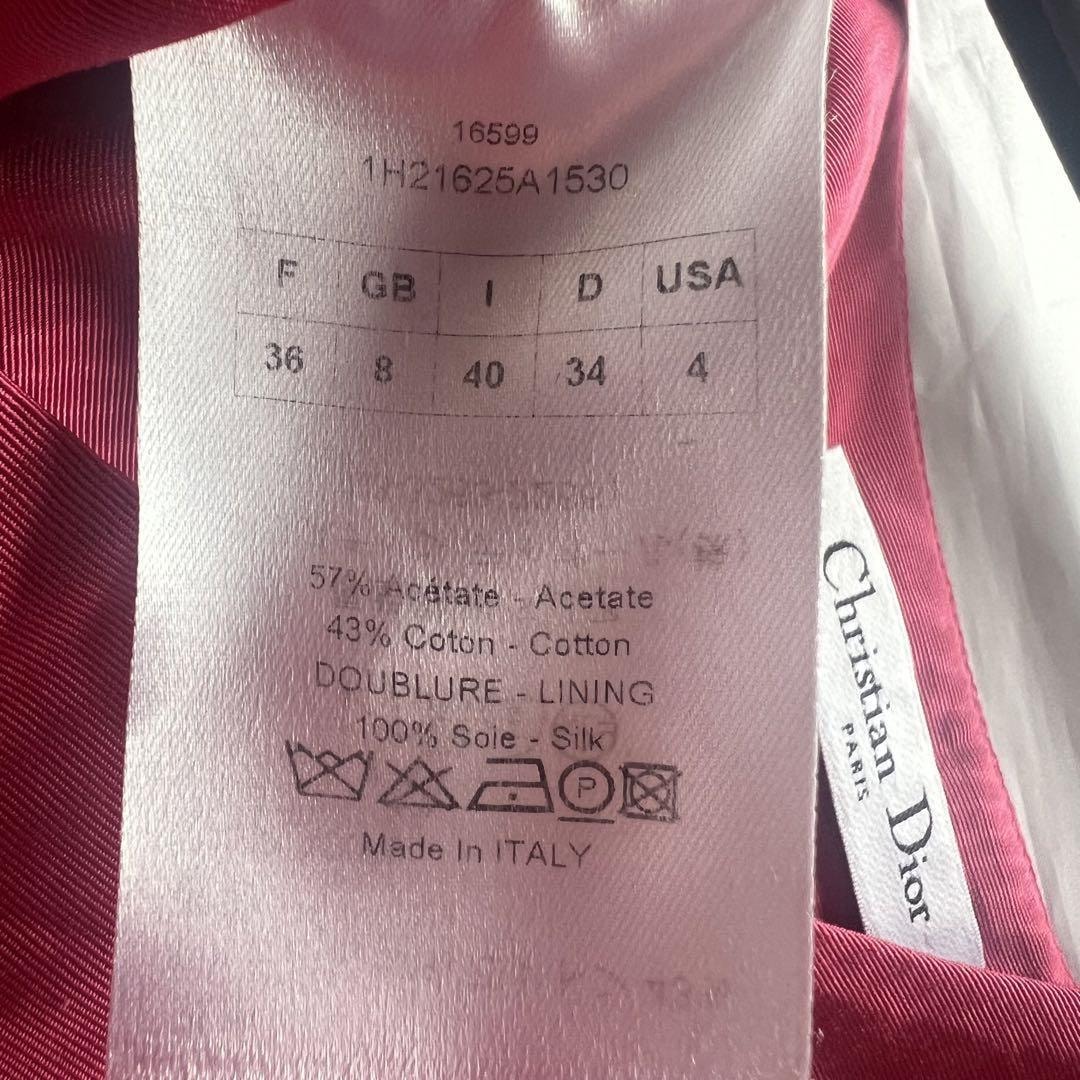 16599
1H21625A1530
F GB I D USA
36 8 40 34 4
57% Acétate - Acetate
43% Coton - Cotton
DOUBLURE - LINING
100% Soie - Silk
P
Made In ITALY
Christian Dior
PARIS